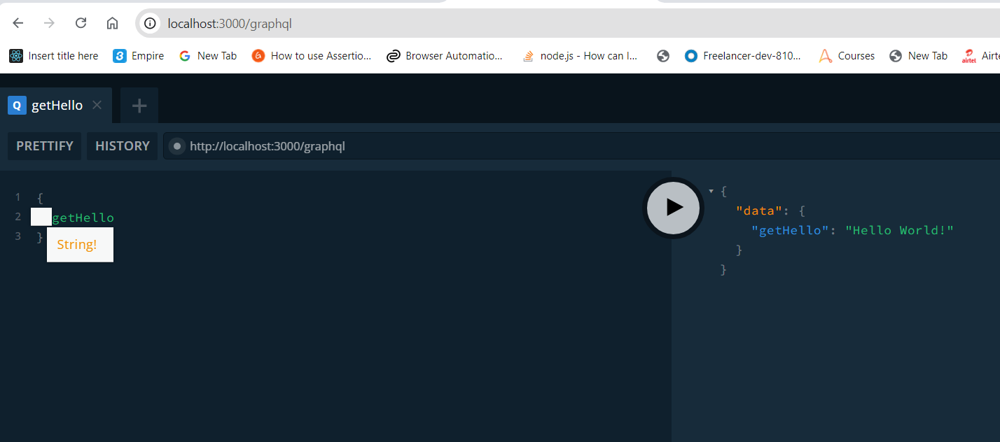 localhost:3000/graphql
Insert title here Empire New Tab How to use Assertio... Browser Automatio... node.js - How can I... Freelancer-dev-810... Courses New Tab airtel Airte
Q getHello
PRETTIFY HISTORY http://localhost:3000/graphql
1 {
2 getHello
3 }
String!
{
"data": {
"getHello": "Hello World!"
}
}